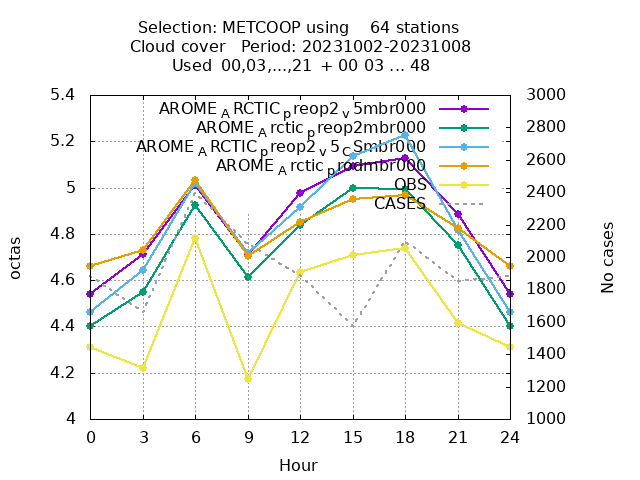 Selection: METCOOP using 64 stations
Cloud cover Period: 20231002-20231008
Used 00,03,...,21 + 00 03 ... 48
5.4
5.2
5
4.8
4.6
4.4
4.2
4
octas
3000
2800
2600
2400
2200
2000
1800
1600
1400
1200
1000
No cases
AROME_ARCTIC_preop2_v5mbr000
AROME_Arctic_preop2mbr000
AROME_ARCTIC_preop2_v5_CSmbr000
AROME_Arctic_prodmbr000
OBS
CASES
0 3 6 9 12 15 18 21 24
Hour